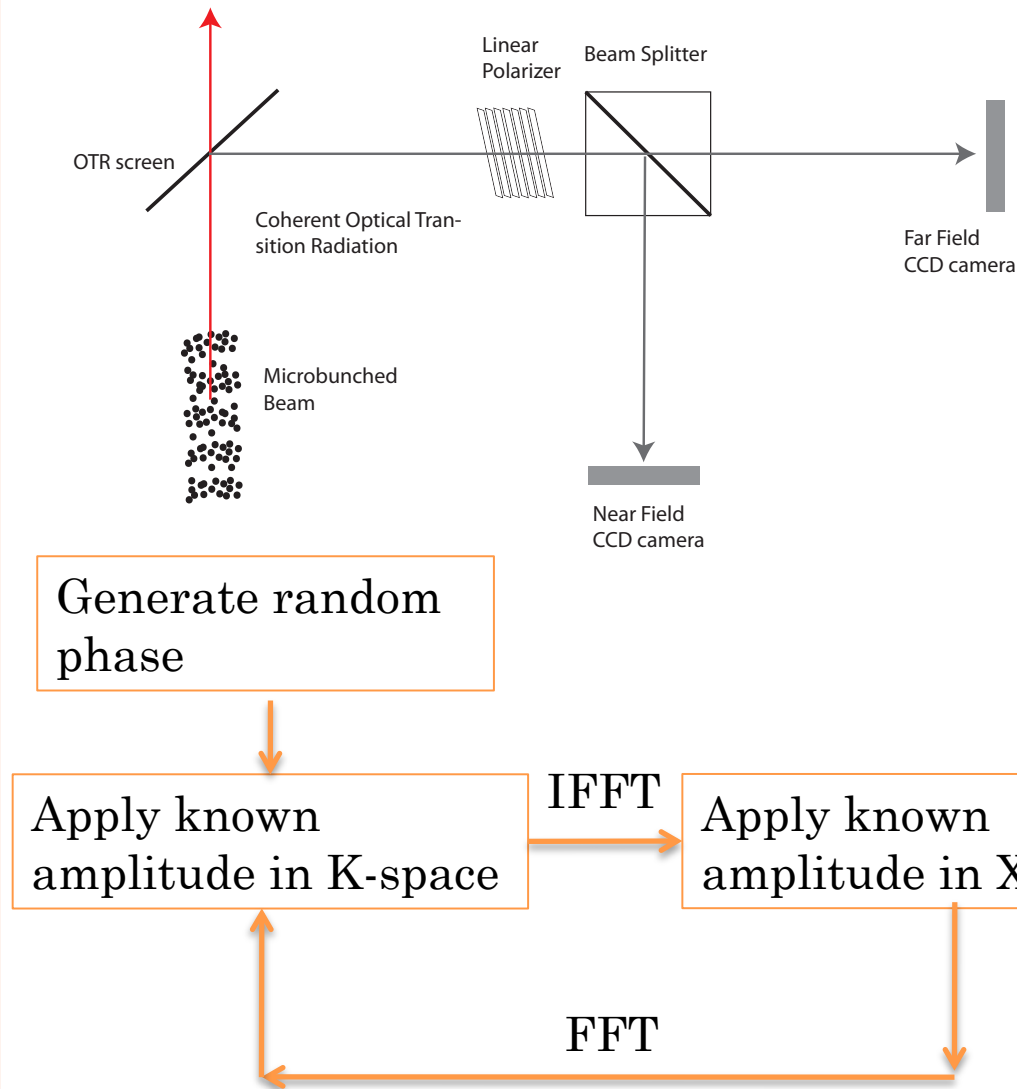 Linear
Polarizer
Beam Splitter
OTR screen
Coherent Optical Tran-
sition Radiation
Far Field
CCD camera
Microbunched
Beam
Near Field
CCD camera
Generate random
phase
IFFT
Apply known
amplitude in K-space
Apply known
amplitude in X
FFT